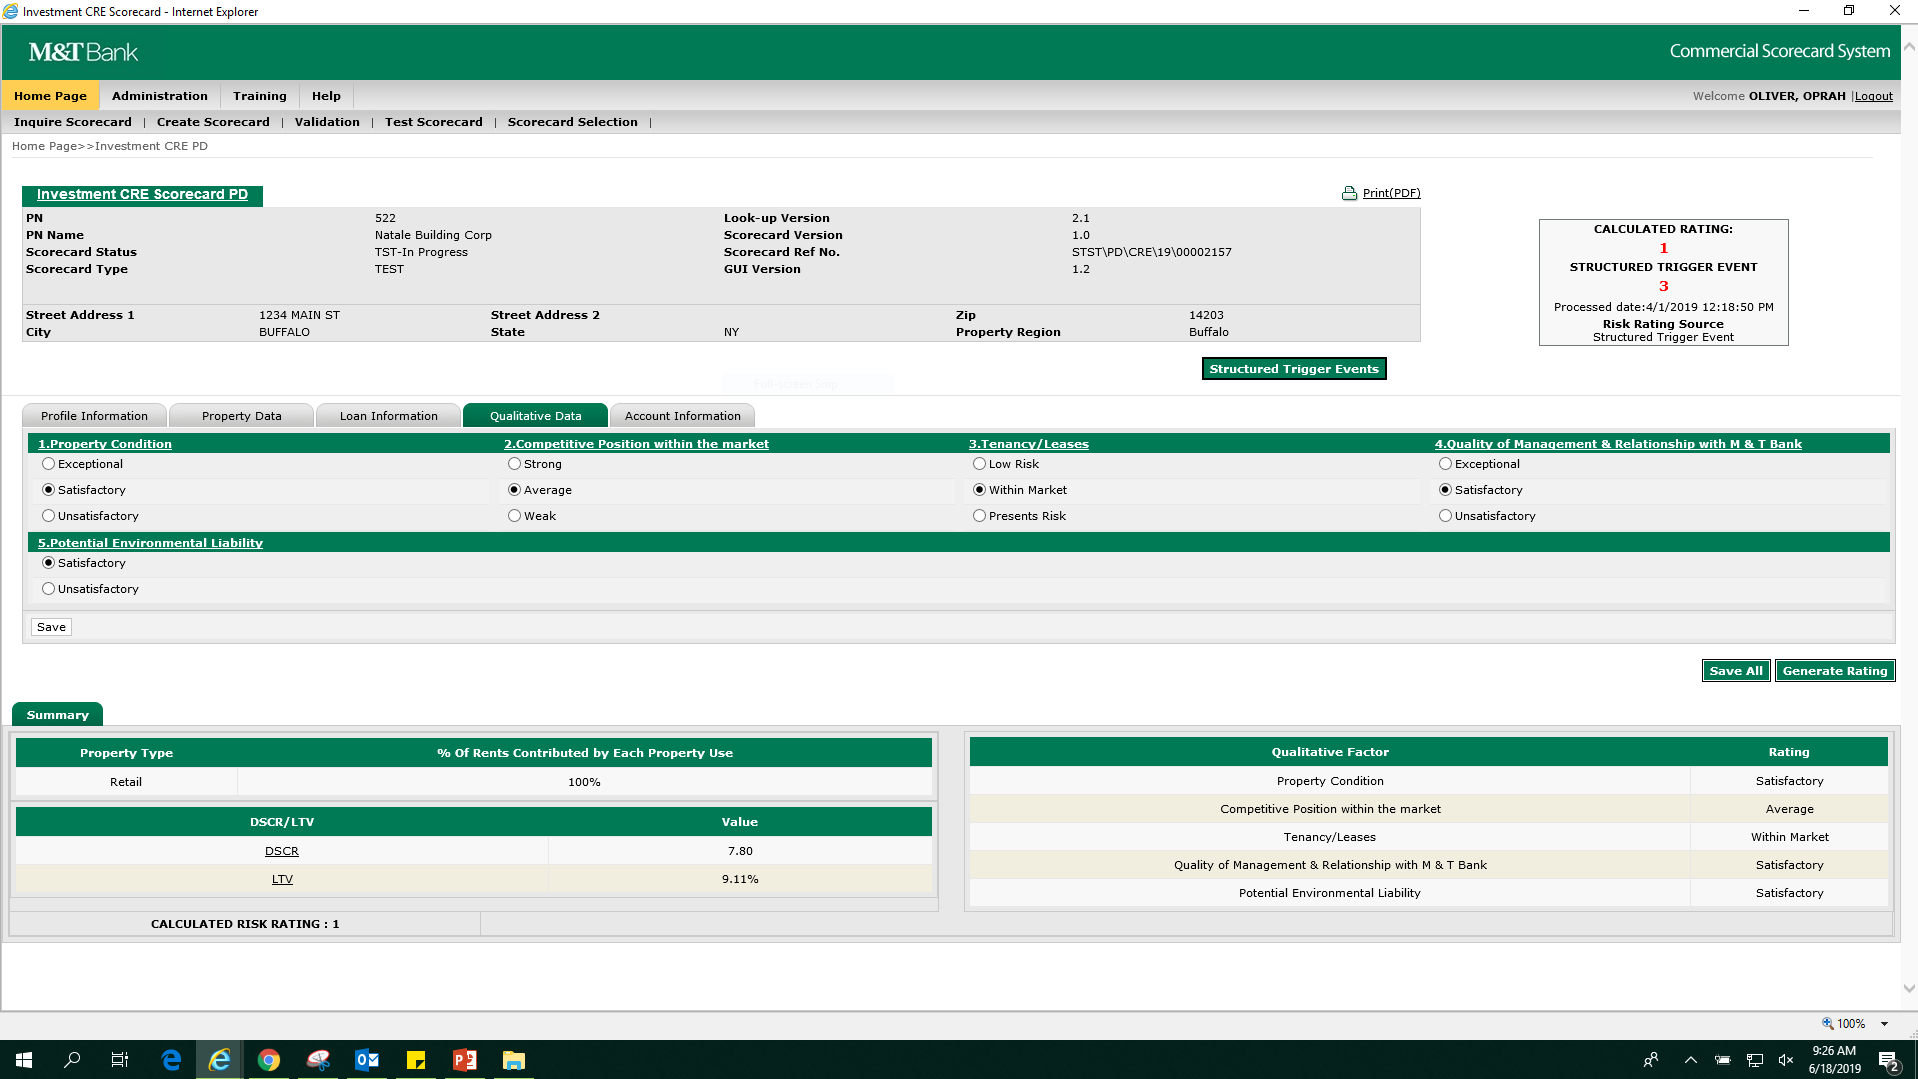 Investment CRE Scorecard - Internet Explorer
M&T Bank
Commercial Scorecard System
Home Page Administration Training Help
Welcome OLIVER, OPRAH |Logout
Inquire Scorecard | Create Scorecard | Validation | Test Scorecard | Scorecard Selection |
Home Page>>Investment CRE PD
Investment CRE Scorecard PD
Print(PDF)
PN 522 Look-up Version 2.1
PN Name Natale Building Corp Scorecard Version 1.0
Scorecard Status TST-In Progress Scorecard Ref No. STST\PD\CRE\19\00002157
Scorecard Type TEST GUI Version 1.2
Street Address 1 1234 MAIN ST Street Address 2 Zip 14203
City BUFFALO State NY Property Region Buffalo
CALCULATED RATING:
1
STRUCTURED TRIGGER EVENT
3
Processed date:4/1/2019 12:18:50 PM
Risk Rating Source
Structured Trigger Event
Structured Trigger Events
Full-screen Snip
Profile Information Property Data Loan Information Qualitative Data Account Information
1.Property Condition 2.Competitive Position within the market 3.Tenancy/Leases 4.Quality of Management & Relationship with M & T Bank
Exceptional Strong Low Risk Exceptional
Satisfactory Average Within Market Satisfactory
Unsatisfactory Weak Presents Risk Unsatisfactory
5.Potential Environmental Liability
Satisfactory
Unsatisfactory
Save
Save All Generate Rating
Summary
Property Type % Of Rents Contributed by Each Property Use
Retail 100%
DSCR/LTV Value
DSCR 7.80
LTV 9.11%
CALCULATED RISK RATING : 1
Qualitative Factor Rating
Property Condition Satisfactory
Competitive Position within the market Average
Tenancy/Leases Within Market
Quality of Management & Relationship with M & T Bank Satisfactory
Potential Environmental Liability Satisfactory
100%
9:26 AM
6/18/2019
2